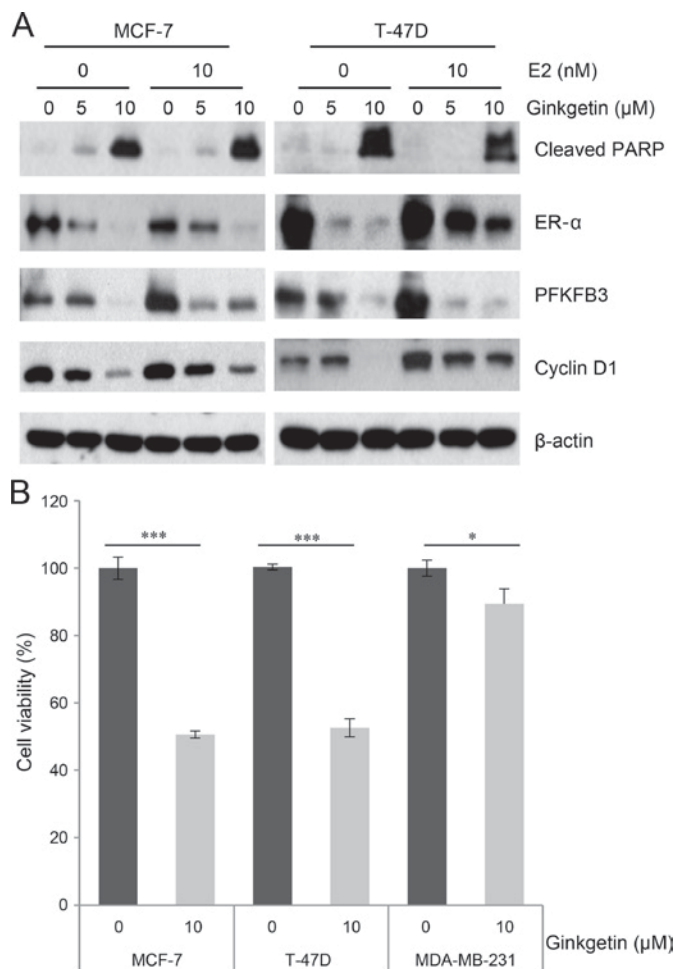 A
MCF-7 T-47D
0 10 0 10 E2 (nM)
0 5 10 0 5 10 0 5 10 0 5 10 Ginkgetin (μM)
Cleaved PARP
ER-α
PFKFB3
Cyclin D1
β-actin
B
120
*** *** *
100
80
60
40
20
0
Cell viability (%)
0 10 0 10 0 10 Ginkgetin (μM)
MCF-7 T-47D MDA-MB-231